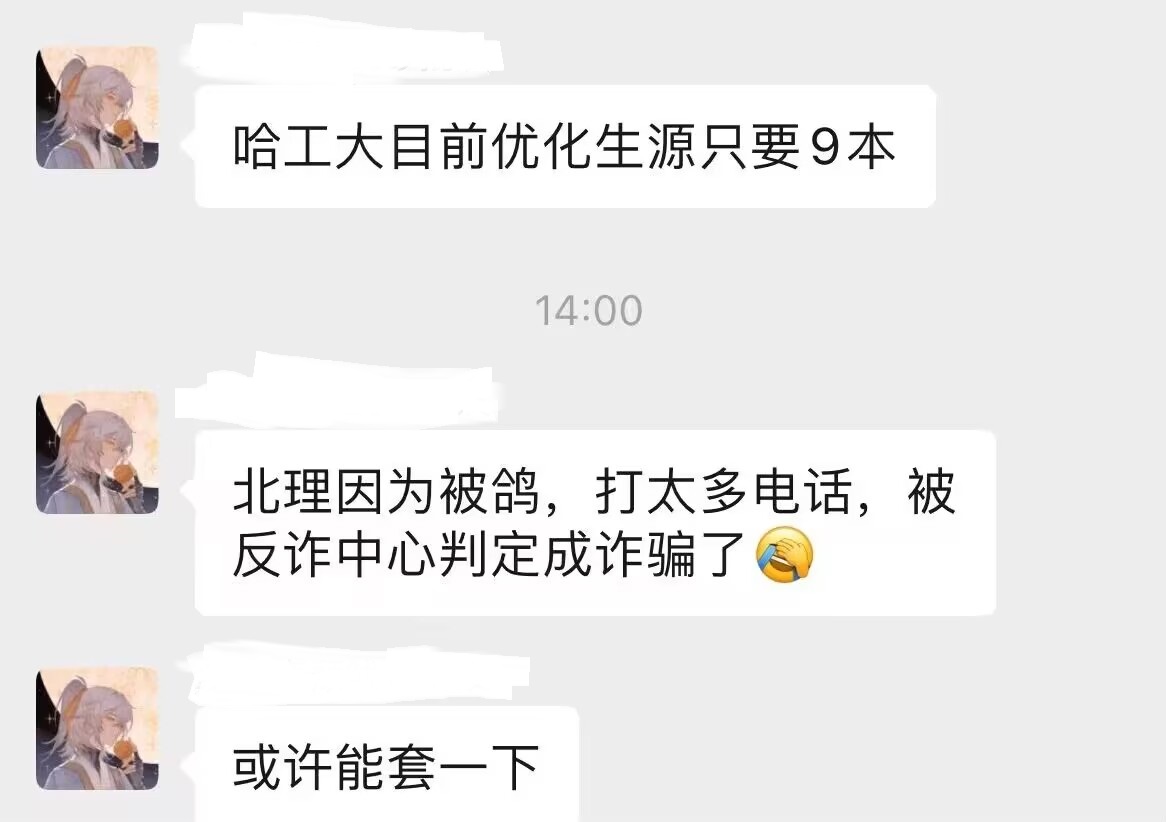 哈工大目前优化生源只要9本
14:00
北理因为被鸽，打太多电话，被
反诈中心判定成诈骗了🤦
或许能套一下